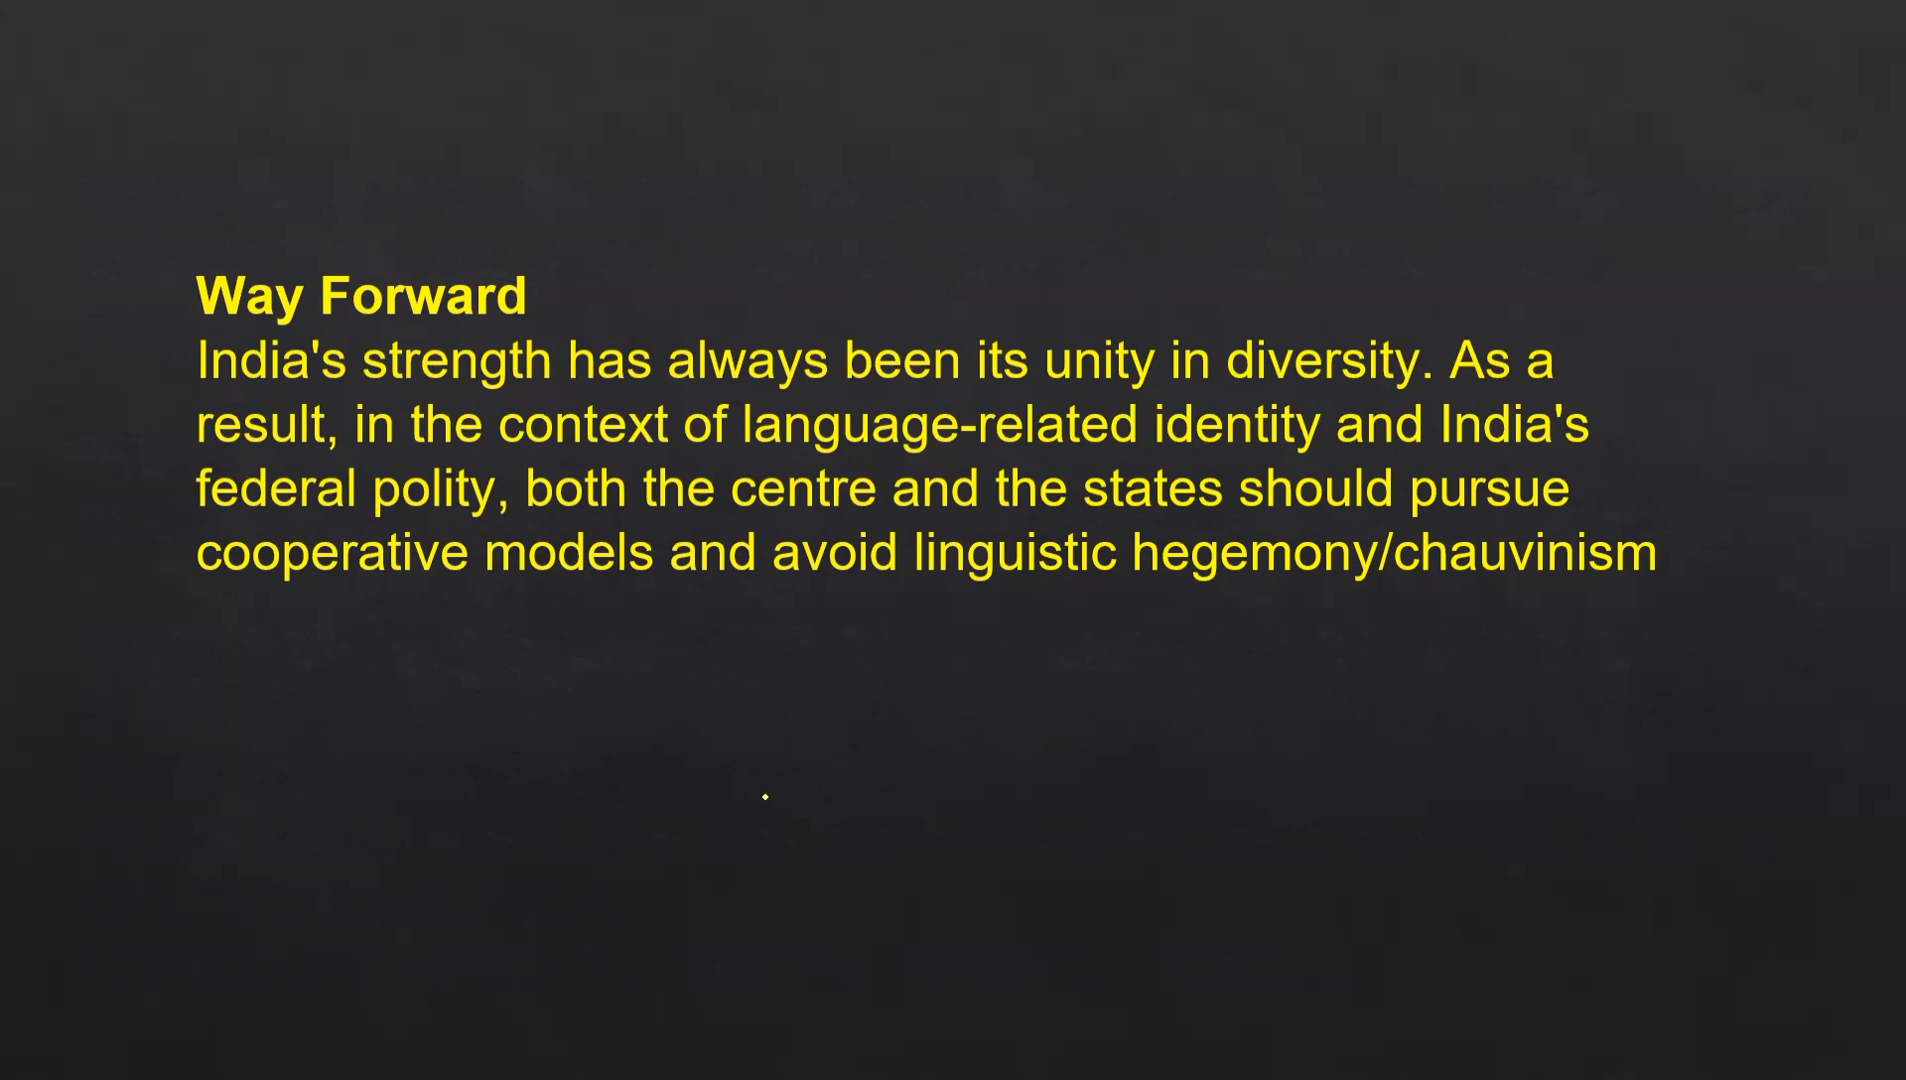 Way Forward
India's strength has always been its unity in diversity. As a
result, in the context of language-related identity and India's
federal polity, both the centre and the states should pursue
cooperative models and avoid linguistic hegemony/chauvinism